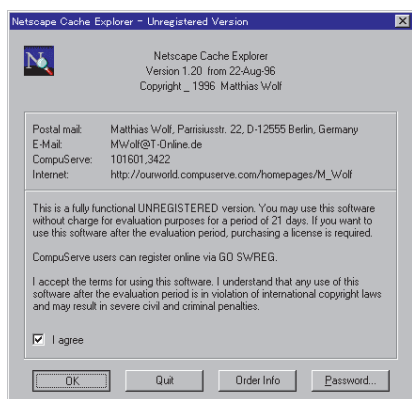 Netscape Cache Explorer - Unregistered Version
Netscape Cache Explorer
Version 1.20 from 22-Aug-96
Copyright _ 1996 Matthias Wolf
Postal mail: Matthias Wolf, Parrisiusstr. 22, D-12555 Berlin, Germany
E-Mail: MWolf@T-Online.de
CompuServe: 101601,3422
Internet: http://ourworld.compuserve.com/homepages/M_Wolf
This is a fully functional UNREGISTERED version. You may use this software
without charge for evaluation purposes for a period of 21 days. If you want to
use this software after the evaluation period, purchasing a license is required.
CompuServe users can register online via GO SWREG.
I accept the terms for using this software. I understand that any use of this
software after the evaluation period is in violation of international copyright laws
and may result in severe civil and criminal penalties.
I agree
OK Quit Order Info Password...